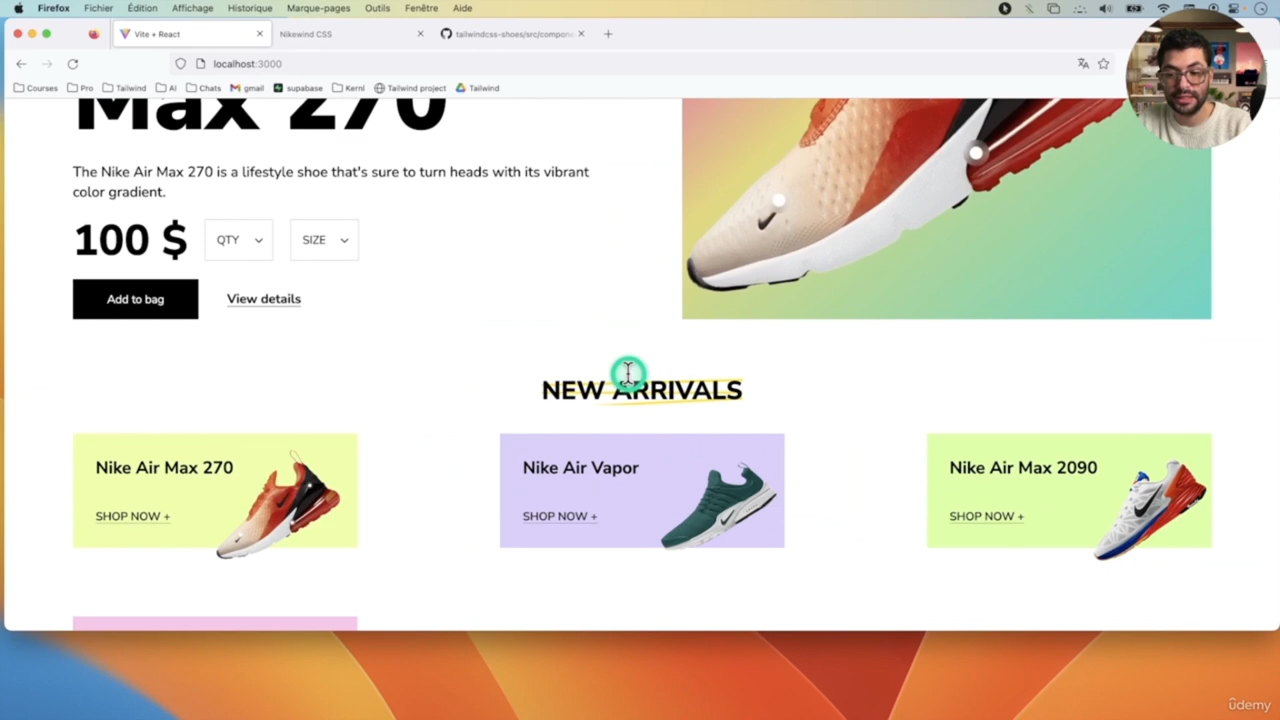 Firefox Fichier Édition Affichage Historique Marque-pages Outils Fenêtre Aide
Vite + React
Nikewind CSS
tailwindcss-shoes/src/compone
localhost:3000
Courses Pro Tailwind AI Chats gmail supabase Kernl Tailwind project Tailwind
Max 270
The Nike Air Max 270 is a lifestyle shoe that's sure to turn heads with its vibrant
color gradient.
100 $ QTY SIZE
Add to bag View details
NEW ARRIVALS
Nike Air Max 270
SHOP NOW +
Nike Air Vapor
SHOP NOW +
Nike Air Max 2090
SHOP NOW +
ûdemy